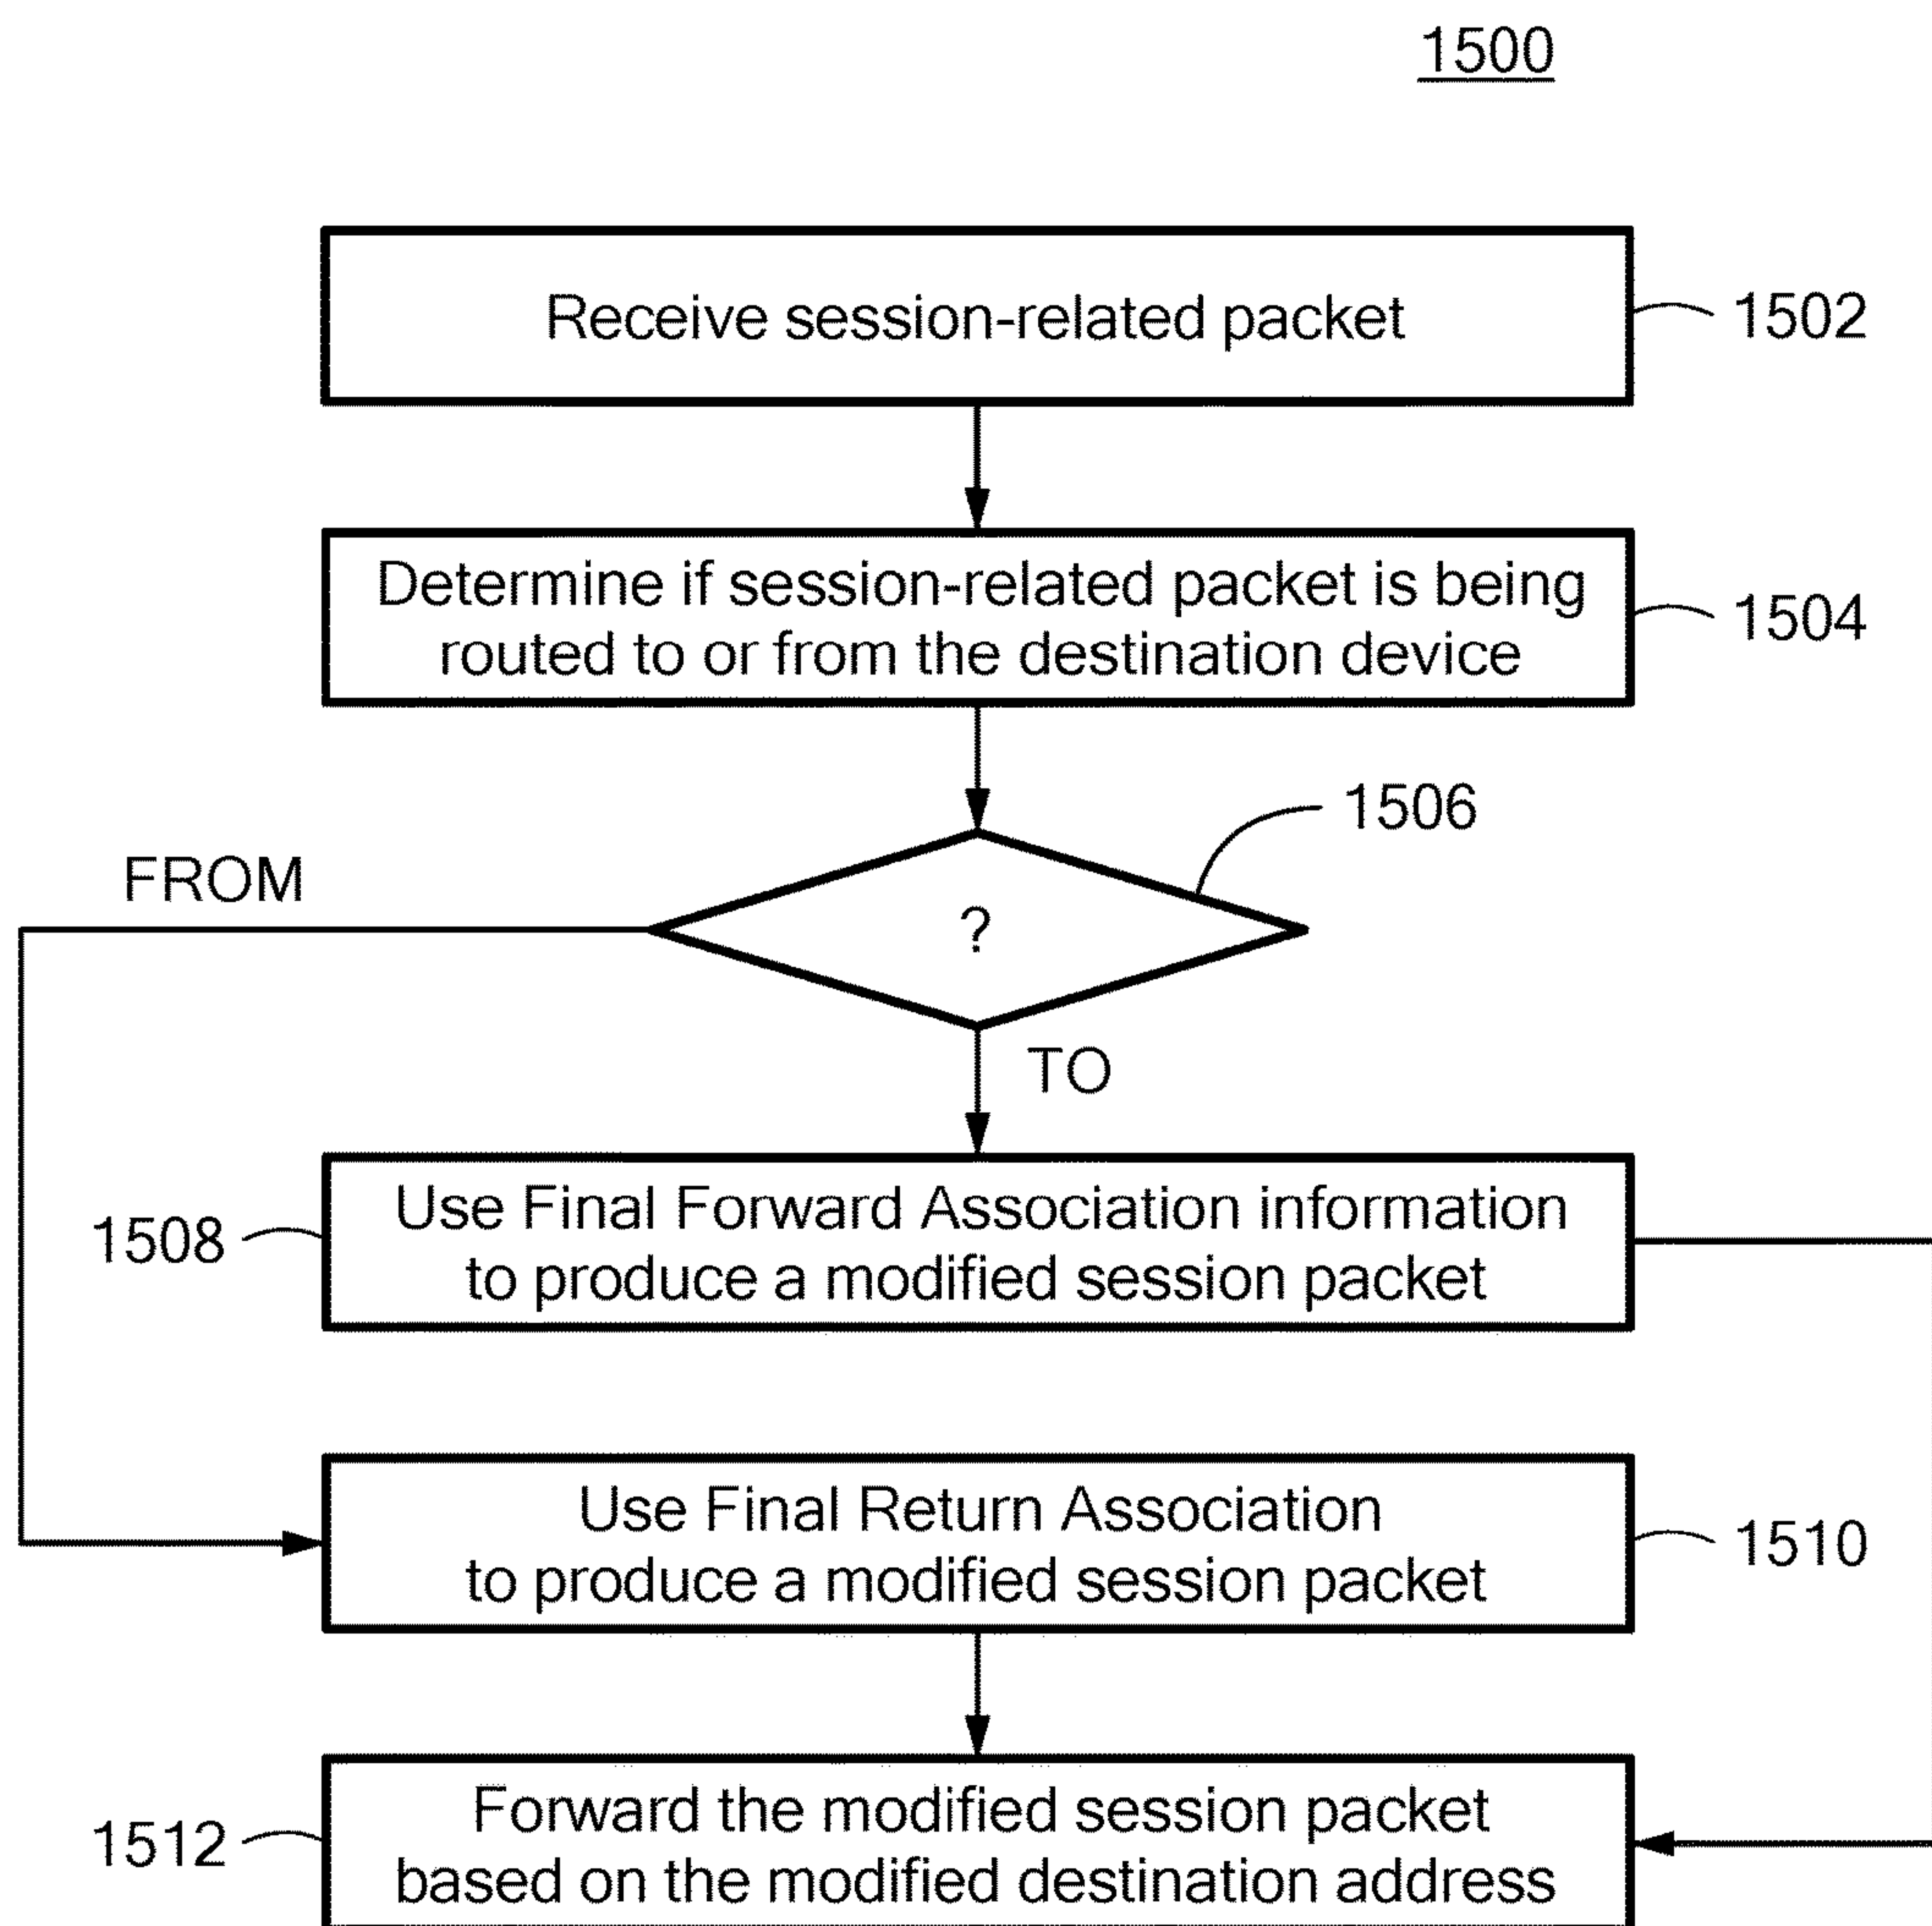 1500
Receive session-related packet
1502
Determine if session-related packet is being
routed to or from the destination device
1504
1506
FROM
?
TO
1508
Use Final Forward Association information
to produce a modified session packet
Use Final Return Association
to produce a modified session packet
1510
1512
Forward the modified session packet
based on the modified destination address